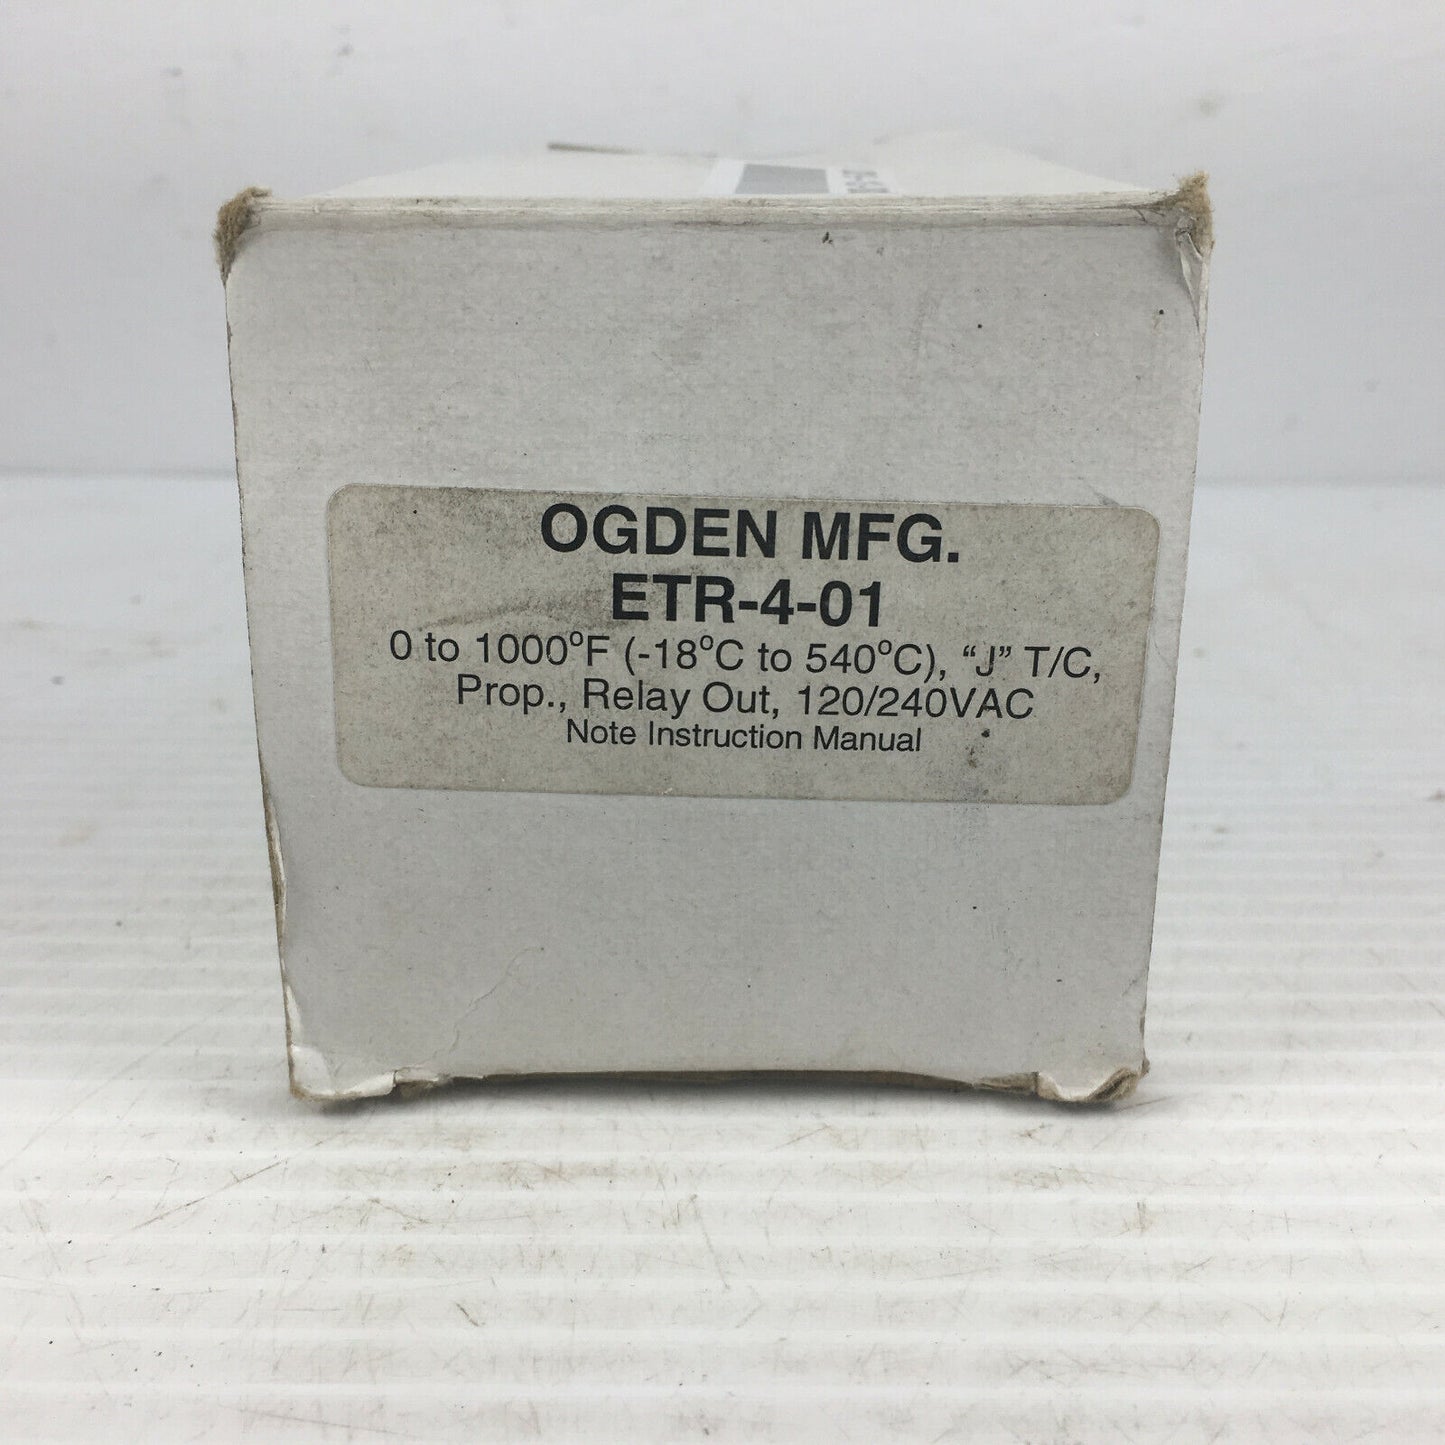 OGDEN MFG.
ETR-4-01
0 to 1000°F (-18°C to 540°C), “J” T/C,
Prop., Relay Out, 120/240VAC
Note Instruction Manual